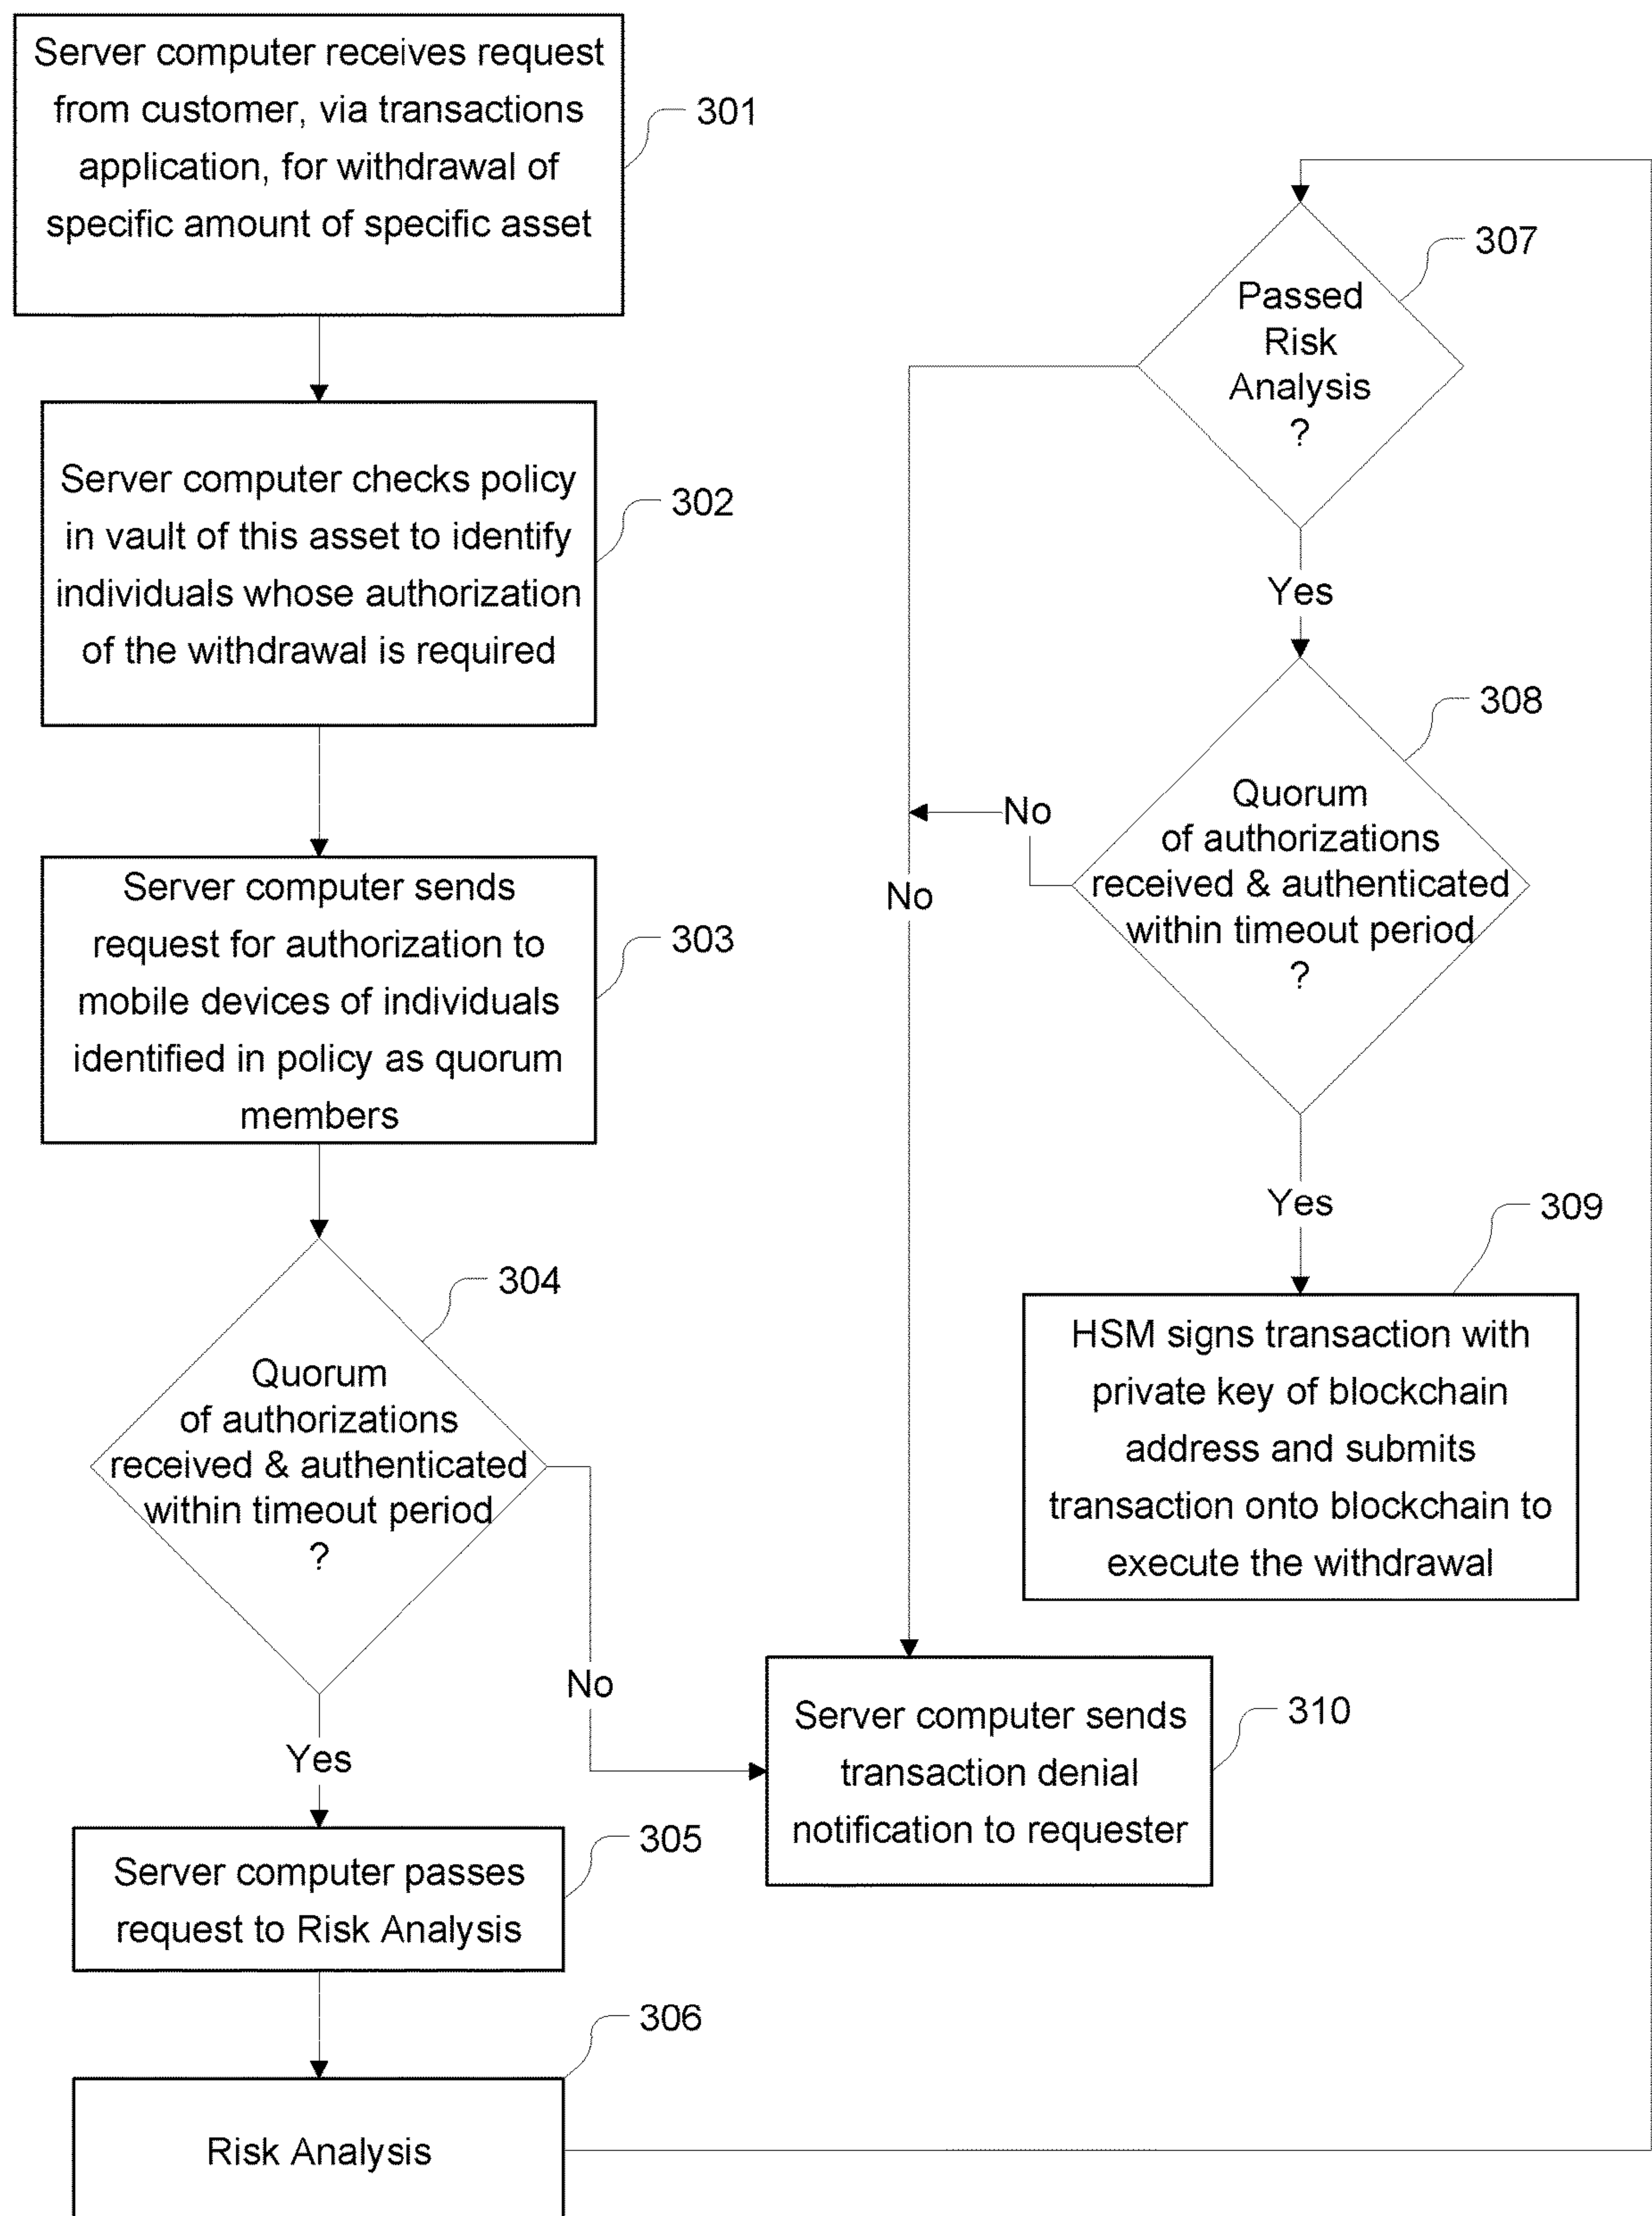 Server computer receives request
from customer, via transactions
application, for withdrawal of
specific amount of specific asset
301
Server computer checks policy
in vault of this asset to identify
individuals whose authorization
of the withdrawal is required
302
Server computer sends
request for authorization to
mobile devices of individuals
identified in policy as quorum
members
303
Quorum
of authorizations
received & authenticated
within timeout period
?
304
No
Yes
Server computer passes
request to Risk Analysis
305
Risk Analysis
306
Passed
Risk
Analysis
?
307
No
Yes
Quorum
of authorizations
received & authenticated
within timeout period
?
308
No
Yes
HSM signs transaction with
private key of blockchain
address and submits
transaction onto blockchain to
execute the withdrawal
309
Server computer sends
transaction denial
notification to requester
310